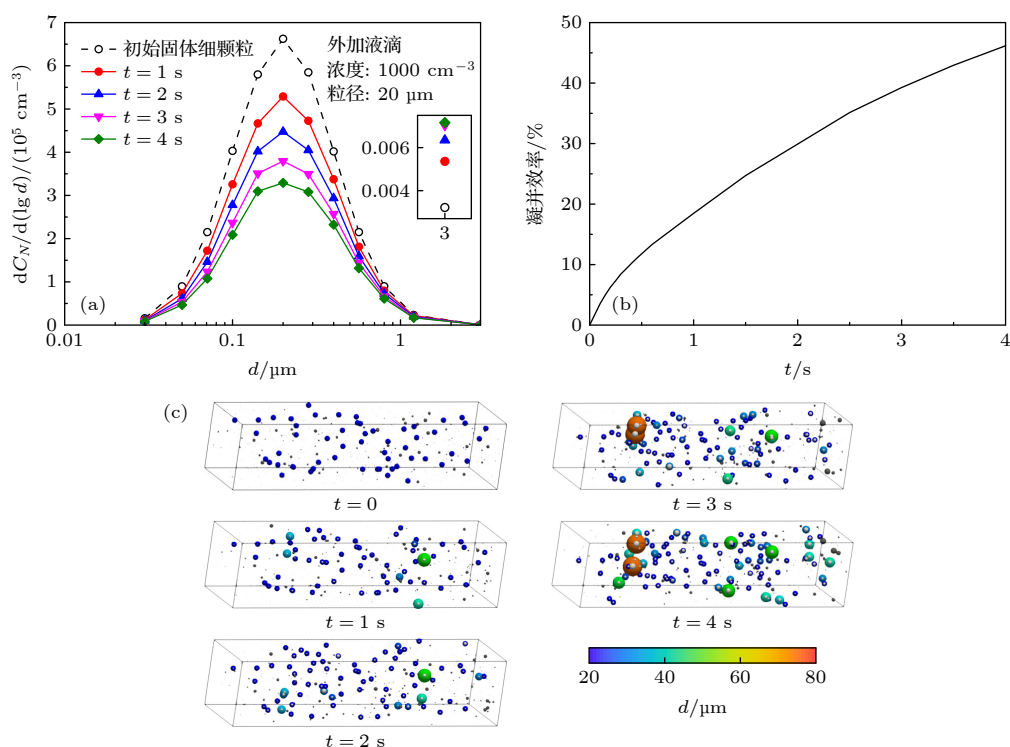 7
6
5
4
3
2
1
0
dC_N/d(lg d)/(10⁵ cm⁻³)
初始固体细颗粒
t = 1 s
t = 2 s
t = 3 s
t = 4 s
外加液滴
浓度: 1000 cm⁻³
粒径: 20 µm
0.006
0.004
3
(a)
0.01
0.1
1
d/µm
50
40
30
20
10
0
凝并效率/%
(b)
0
1
2
3
4
t/s
(c)
t = 0
t = 3 s
t = 1 s
t = 4 s
t = 2 s
20
40
60
80
d/µm